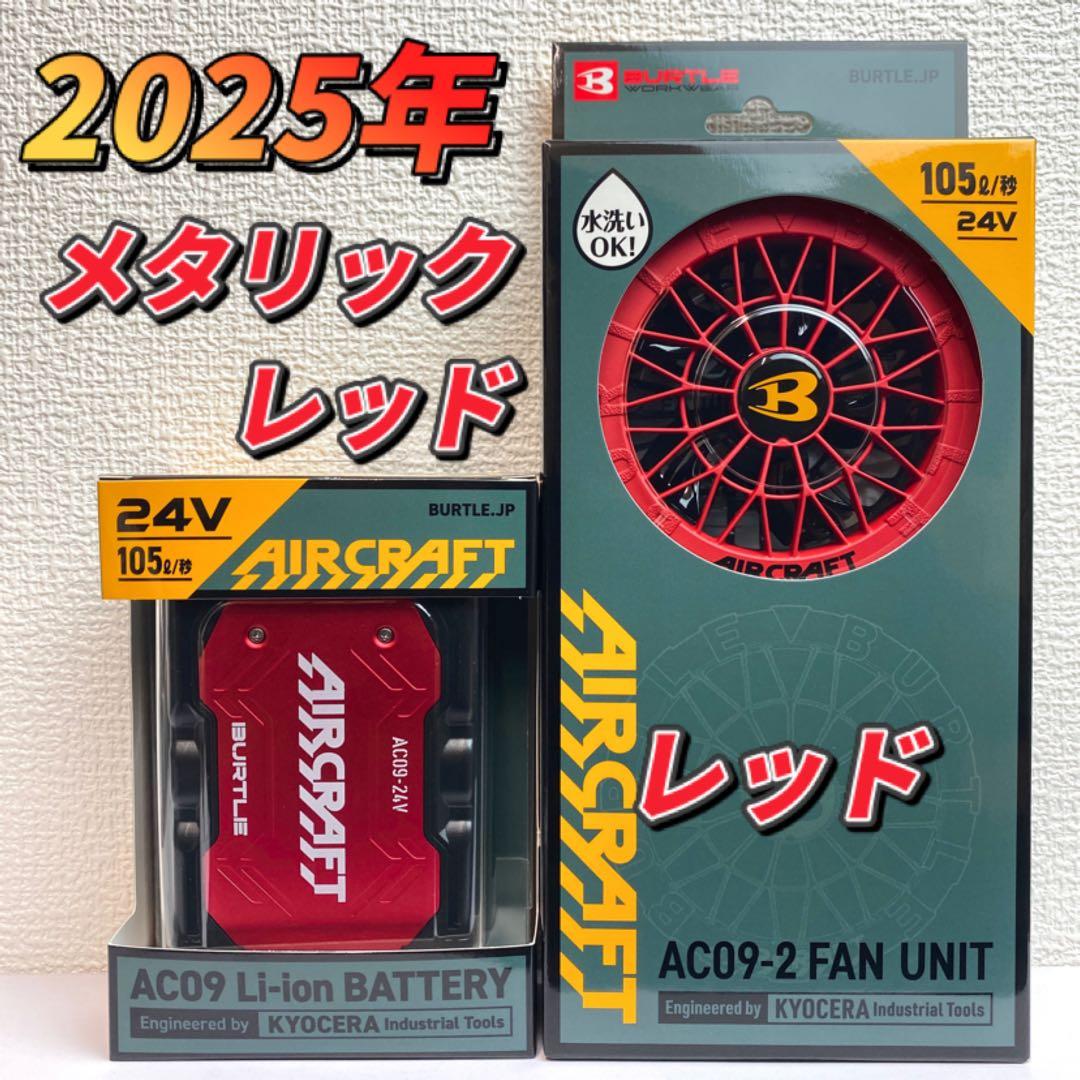 2025年
メタリック
レッド
BURTLE
WORKWEAR
BURTLE.JP
水洗い
OK!
105ℓ/秒
24V
B
AIRCRAFT
AIRCRAFT
レッド
AC09-2 FAN UNIT
Engineered by KYOCERA Industrial Tools
24V
105ℓ/秒
BURTLE.JP
AIRCRAFT
AIRCRAFT
BURTLE
AC09-24V
AC09 Li-ion BATTERY
Engineered by KYOCERA Industrial Tools